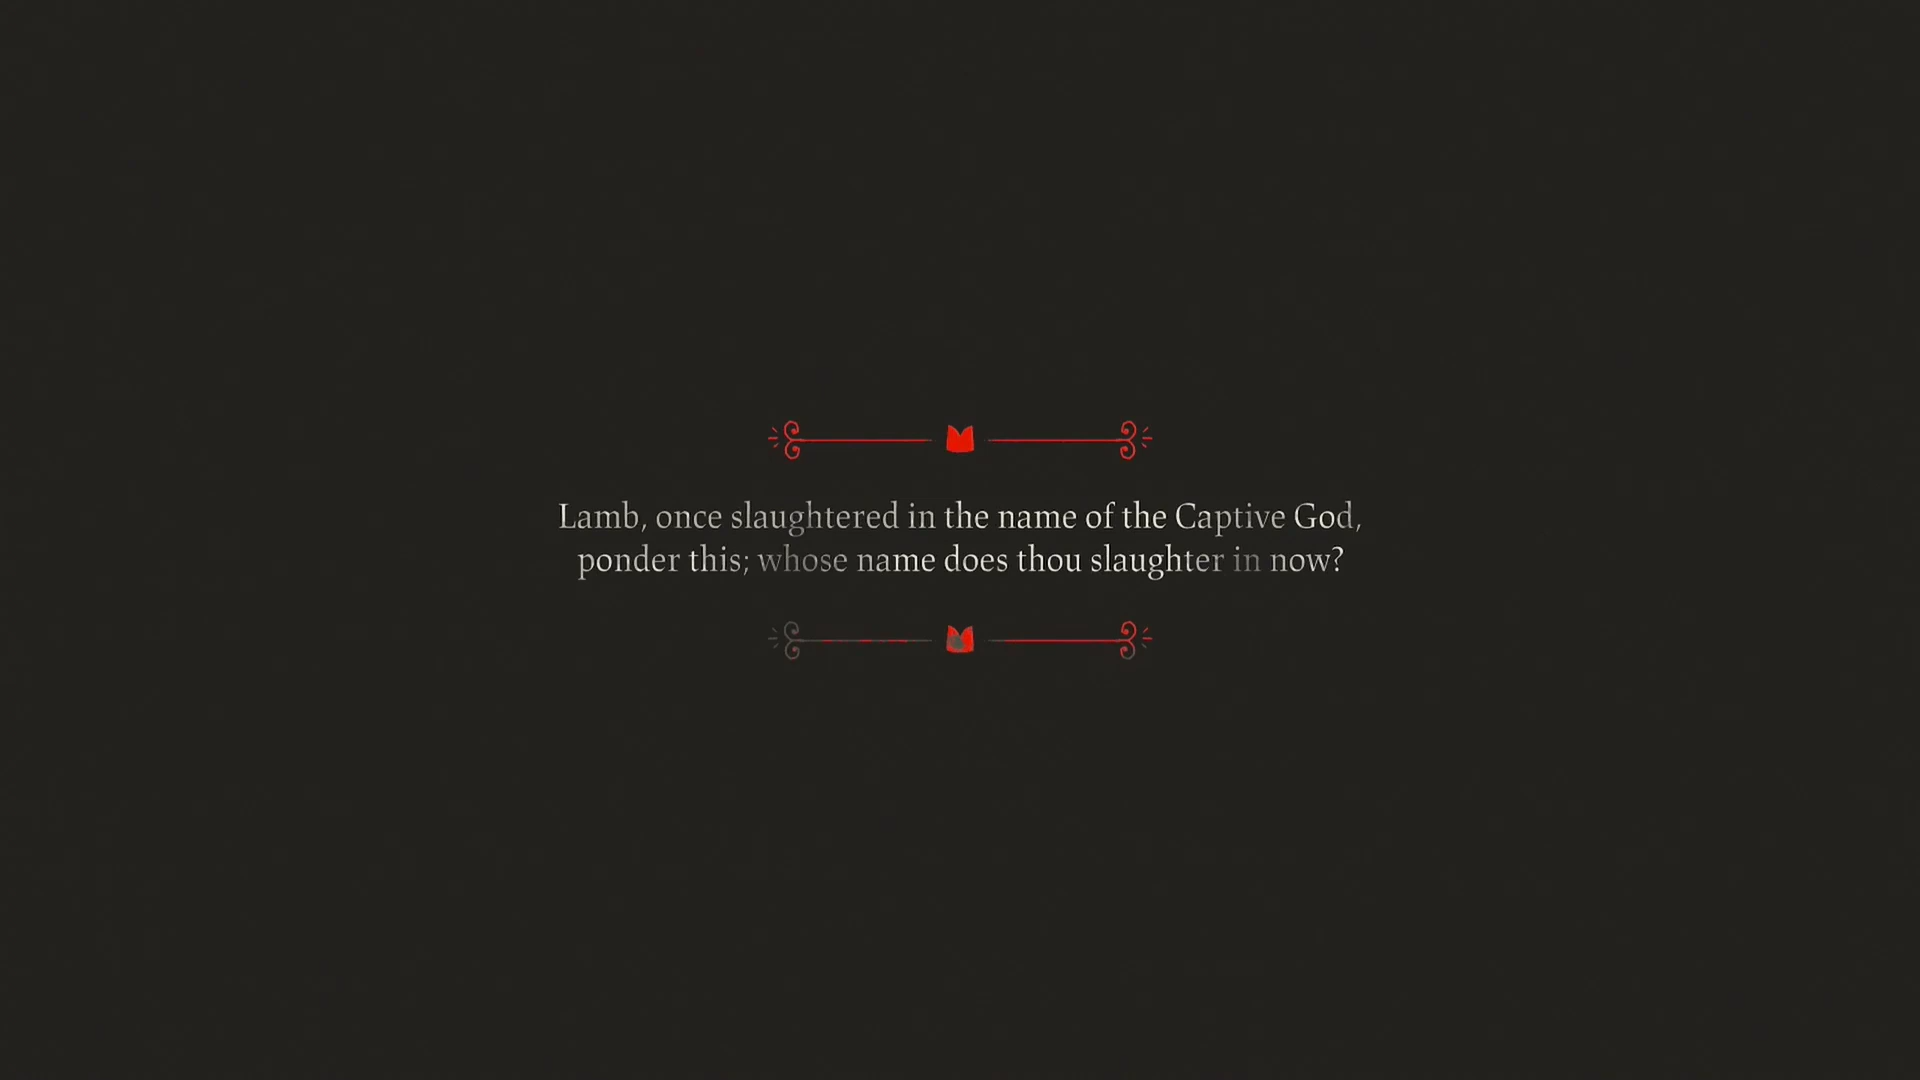 Lamb, once slaughtered in the name of the Captive God,
ponder this; whose name does thou slaughter in now?